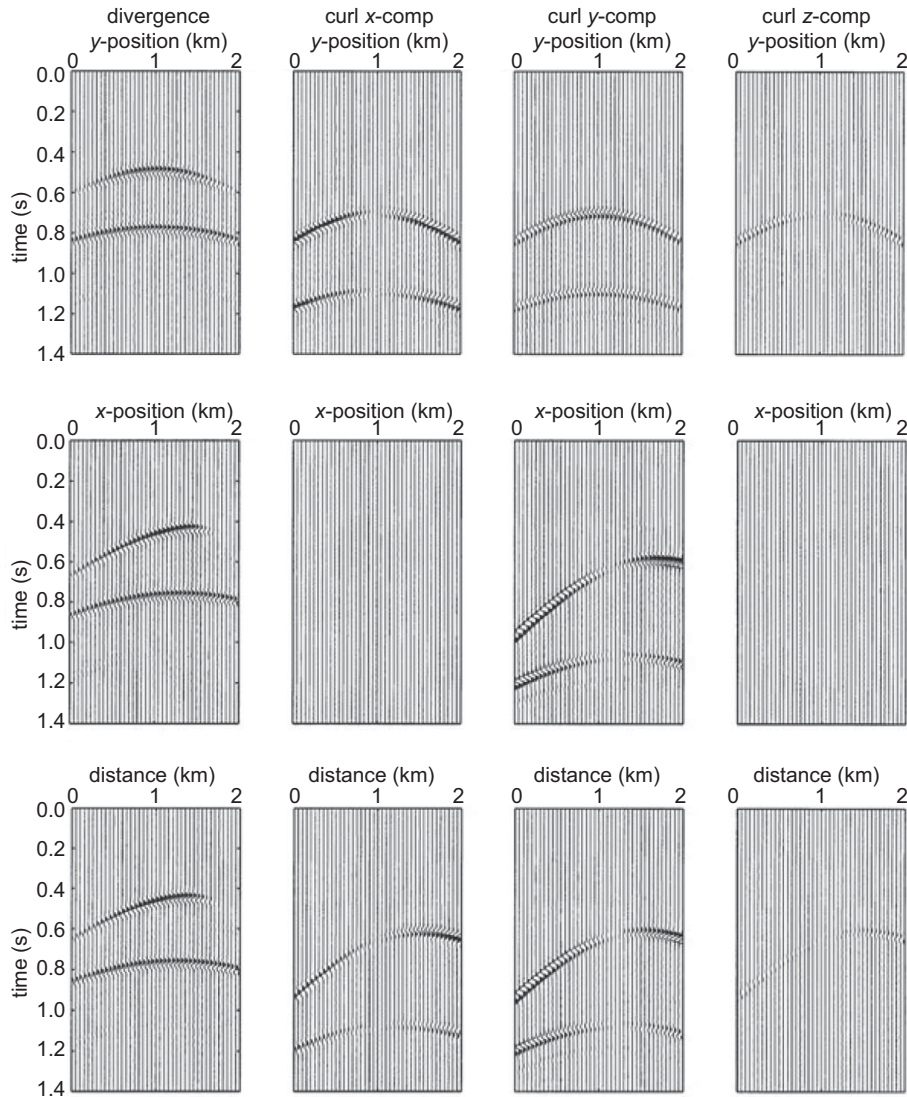 divergence curl x-comp curl y-comp curl z-comp
y-position (km) y-position (km) y-position (km) y-position (km)
0 1 2 0 1 2 0 1 2 0 1 2
0.0
0.2
0.4
0.6
0.8
1.0
1.2
1.4
time (s)
x-position (km) x-position (km) x-position (km) x-position (km)
0 1 2 0 1 2 0 1 2 0 1 2
0.0
0.2
0.4
0.6
0.8
1.0
1.2
1.4
time (s)
distance (km) distance (km) distance (km) distance (km)
0 1 2 0 1 2 0 1 2 0 1 2
0.0
0.2
0.4
0.6
0.8
1.0
1.2
1.4
time (s)